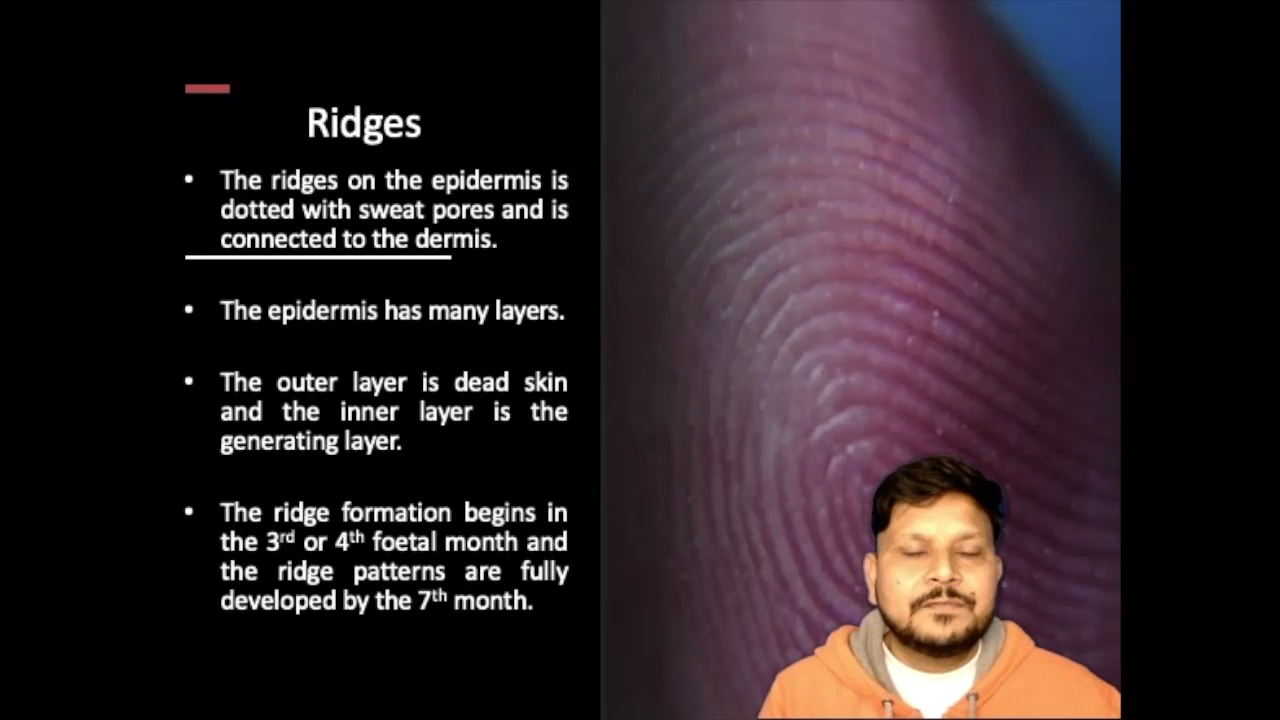 Ridges
• The ridges on the epidermis is
dotted with sweat pores and is
connected to the dermis.
• The epidermis has many layers.
• The outer layer is dead skin
and the inner layer is the
generating layer.
• The ridge formation begins in
the 3rd or 4th foetal month and
the ridge patterns are fully
developed by the 7th month.